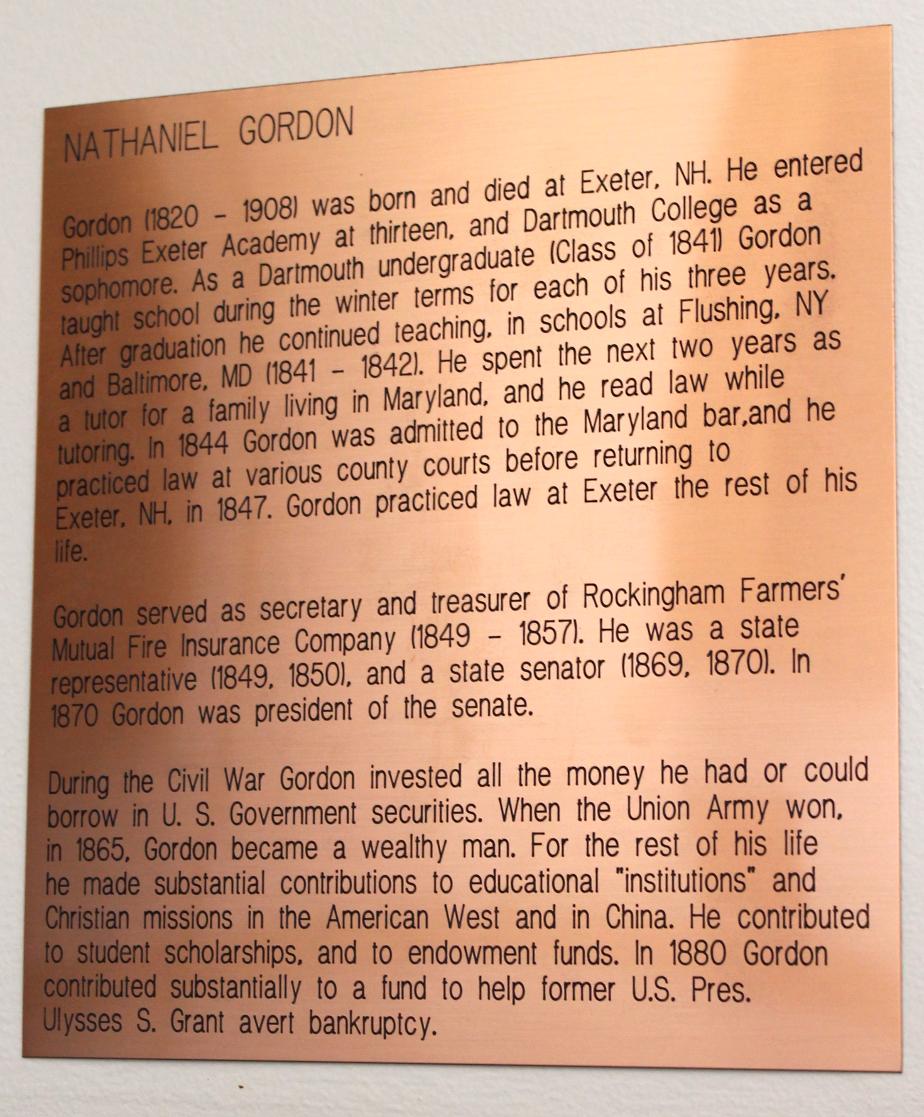 NATHANIEL GORDON
Gordon (1820 - 1908) was born and died at Exeter, NH. He entered
Phillips Exeter Academy at thirteen, and Dartmouth College as a
sophomore. As a Dartmouth undergraduate (Class of 1841) Gordon
taught school during the winter terms for each of his three years.
After graduation he continued teaching, in schools at Flushing, NY
and Baltimore, MD (1841 - 1842). He spent the next two years as
a tutor for a family living in Maryland, and he read law while
tutoring. In 1844 Gordon was admitted to the Maryland bar,and he
practiced law at various county courts before returning to
Exeter, NH, in 1847. Gordon practiced law at Exeter the rest of his
life.
Gordon served as secretary and treasurer of Rockingham Farmers'
Mutual Fire Insurance Company (1849 - 1857). He was a state
representative (1849, 1850), and a state senator (1869, 1870). In
1870 Gordon was president of the senate.
During the Civil War Gordon invested all the money he had or could
borrow in U. S. Government securities. When the Union Army won,
in 1865, Gordon became a wealthy man. For the rest of his life
he made substantial contributions to educational "institutions" and
Christian missions in the American West and in China. He contributed
to student scholarships, and to endowment funds. In 1880 Gordon
contributed substantially to a fund to help former U.S. Pres.
Ulysses S. Grant avert bankruptcy.